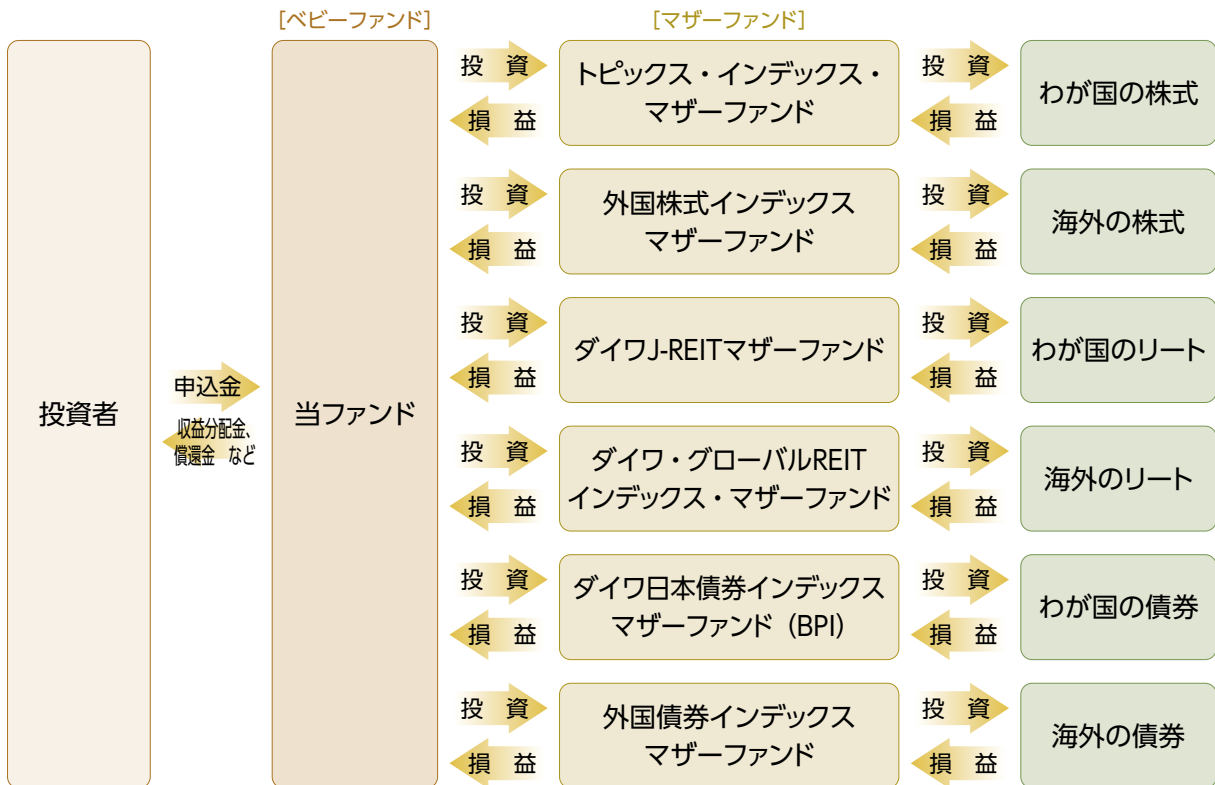 [ベビーファンド]
[マザーファンド]
投資者
申込金
収益分配金、
償還金 など
当ファンド
投 資
損 益
トピックス・インデックス・
マザーファンド
投 資
損 益
わが国の株式
投 資
損 益
外国株式インデックス
マザーファンド
投 資
損 益
海外の株式
投 資
損 益
ダイワJ-REITマザーファンド
投 資
損 益
わが国のリート
投 資
損 益
ダイワ・グローバルREIT
インデックス・マザーファンド
投 資
損 益
海外のリート
投 資
損 益
ダイワ日本債券インデックス
マザーファンド（BPI）
投 資
損 益
わが国の債券
投 資
損 益
外国債券インデックス
マザーファンド
投 資
損 益
海外の債券